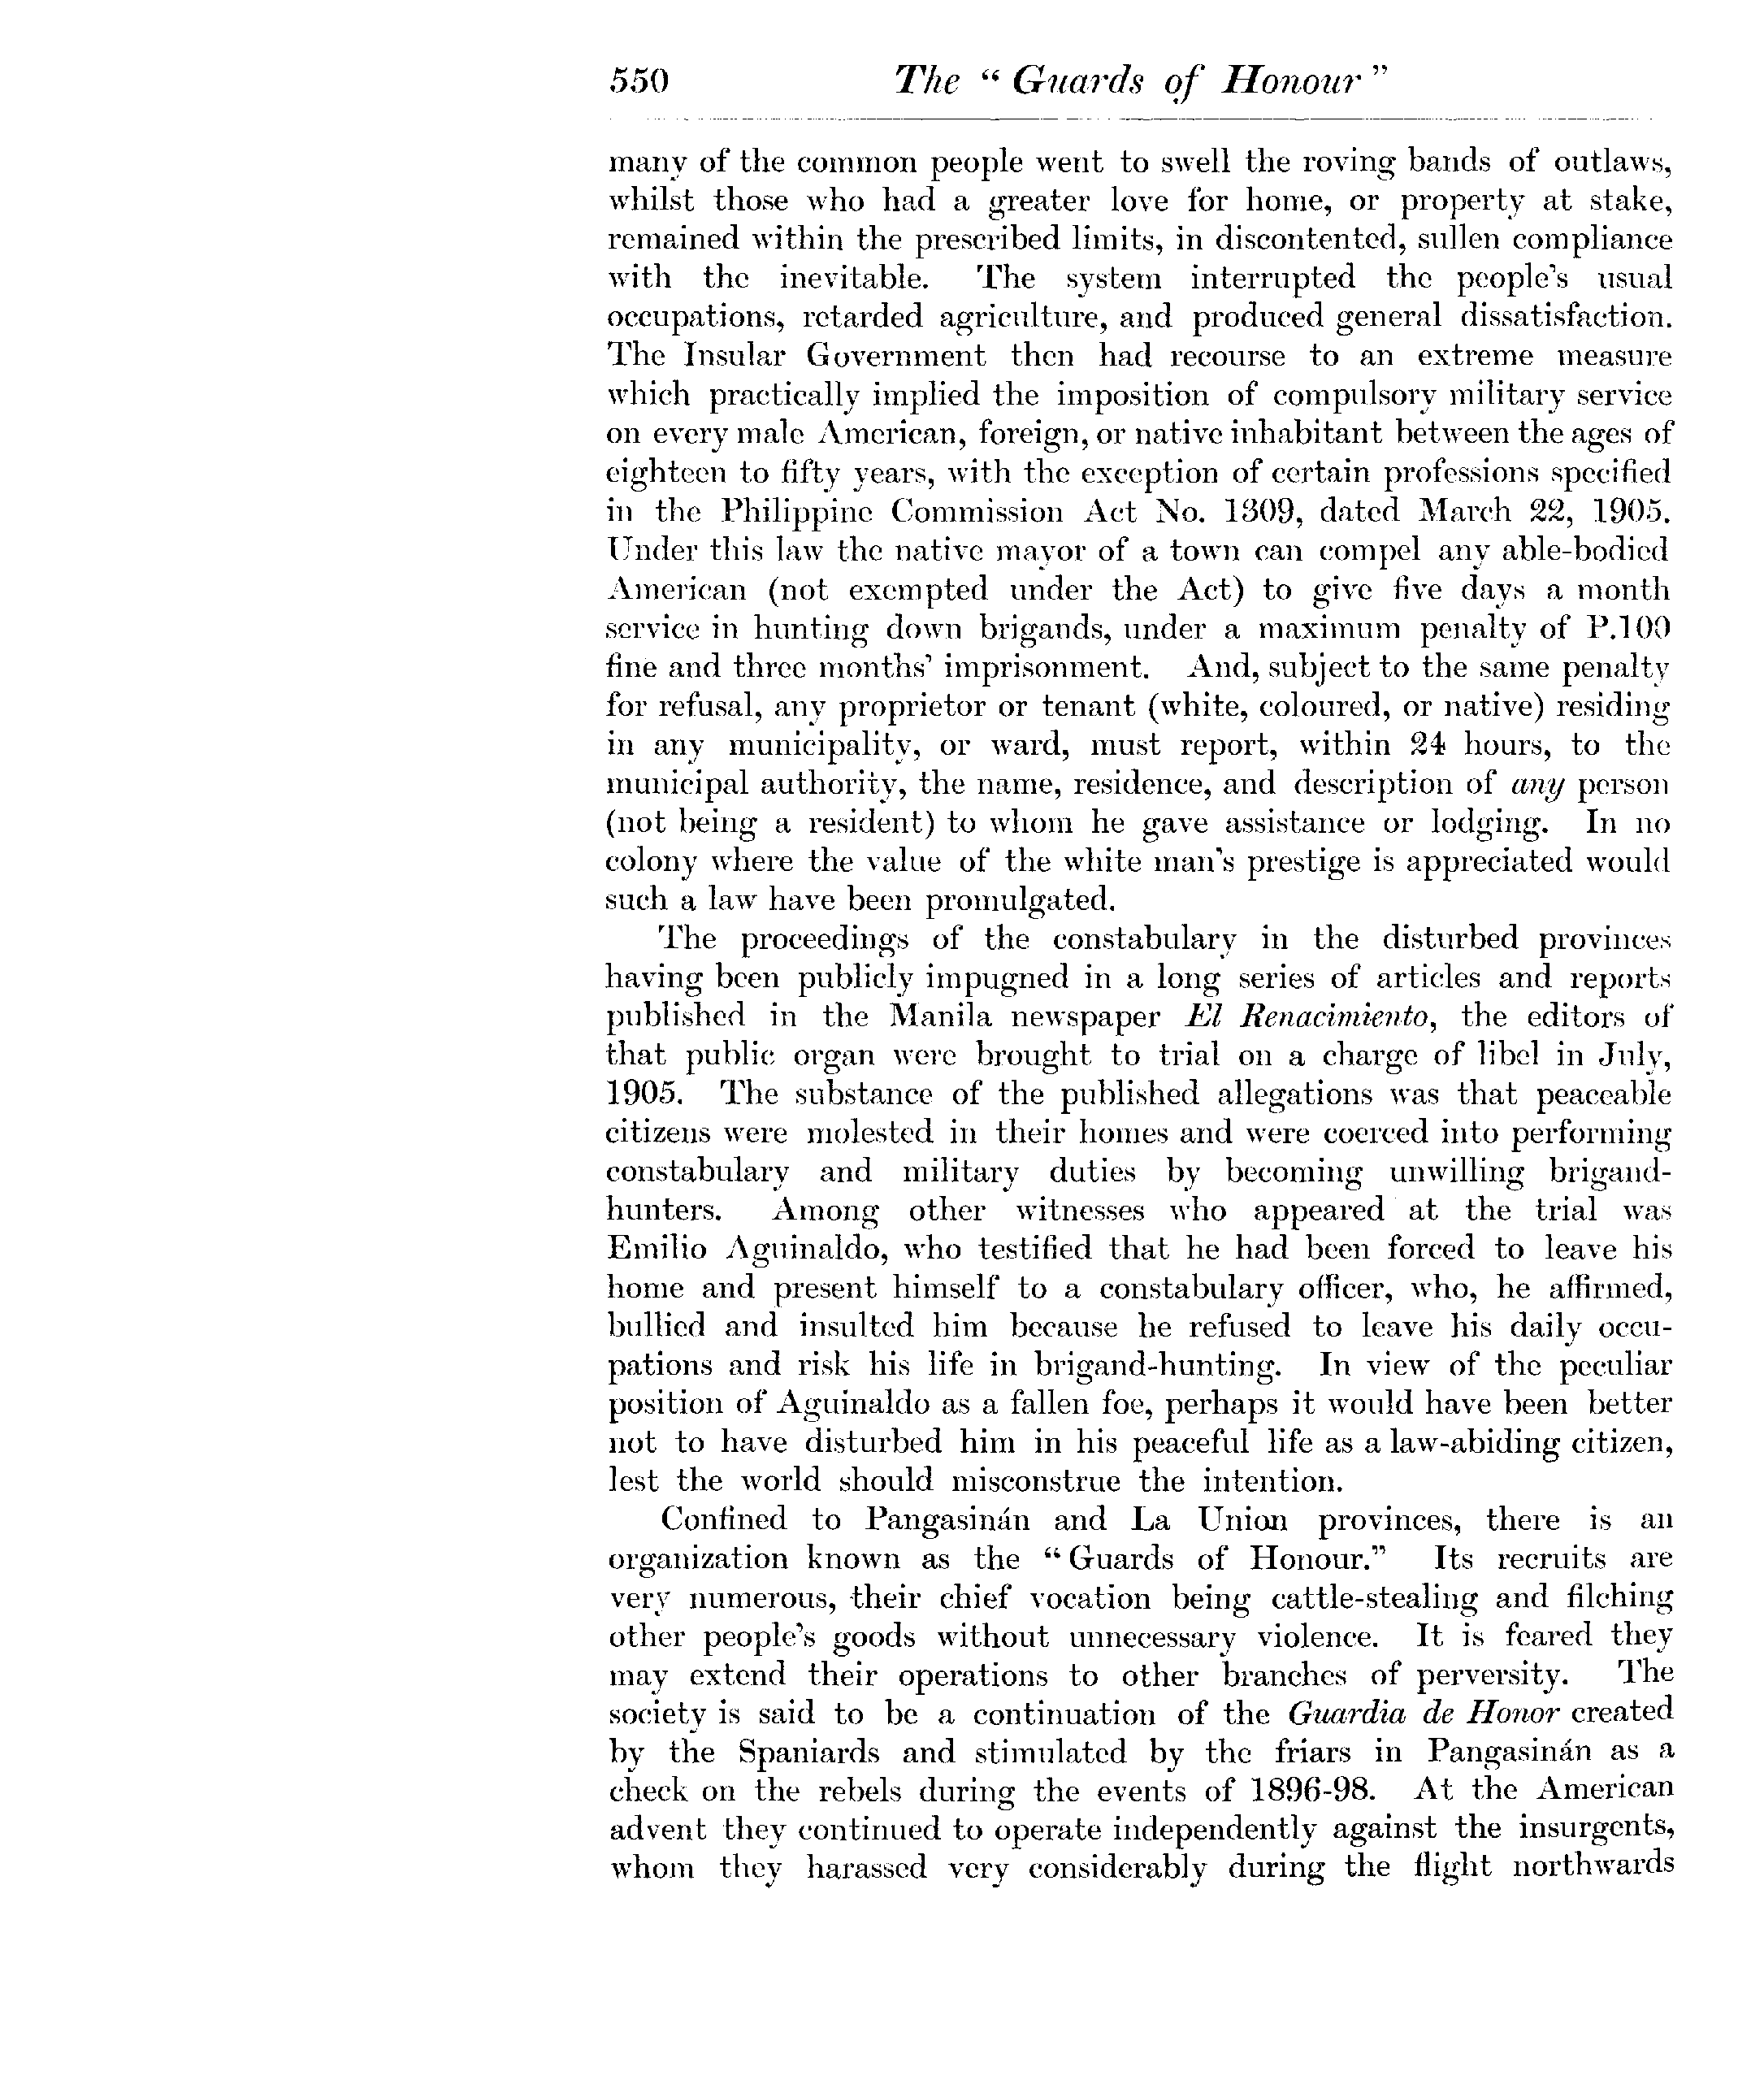 550 The “ Guards of Honour ”
many of the common people went to swell the roving bands of outlaws,
whilst those who had a greater love for home, or property at stake,
remained within the prescribed limits, in discontented, sullen compliance
with the inevitable. The system interrupted the people’s usual
occupations, retarded agriculture, and produced general dissatisfaction.
The Insular Government then had recourse to an extreme measure
which practically implied the imposition of compulsory military service
on every male American, foreign, or native inhabitant between the ages of
eighteen to fifty years, with the exception of certain professions specified
in the Philippine Commission Act No. 1309, dated March 22, 1905.
Under this law the native mayor of a town can compel any able-bodied
American (not exempted under the Act) to give five days a month
service in hunting down brigands, under a maximum penalty of P.100
fine and three months’ imprisonment. And, subject to the same penalty
for refusal, any proprietor or tenant (white, coloured, or native) residing
in any municipality, or ward, must report, within 24 hours, to the
municipal authority, the name, residence, and description of any person
(not being a resident) to whom he gave assistance or lodging. In no
colony where the value of the white man’s prestige is appreciated would
such a law have been promulgated.
The proceedings of the constabulary in the disturbed provinces
having been publicly impugned in a long series of articles and reports
published in the Manila newspaper El Renacimiento, the editors of
that public organ were brought to trial on a charge of libel in July,
1905. The substance of the published allegations was that peaceable
citizens were molested in their homes and were coerced into performing
constabulary and military duties by becoming unwilling brigand-
hunters. Among other witnesses who appeared at the trial was
Emilio Aguinaldo, who testified that he had been forced to leave his
home and present himself to a constabulary officer, who, he affirmed,
bullied and insulted him because he refused to leave his daily occu-
pations and risk his life in brigand-hunting. In view of the peculiar
position of Aguinaldo as a fallen foe, perhaps it would have been better
not to have disturbed him in his peaceful life as a law-abiding citizen,
lest the world should misconstrue the intention.
Confined to Pangasinán and La Union provinces, there is an
organization known as the “ Guards of Honour.” Its recruits are
very numerous, their chief vocation being cattle-stealing and filching
other people’s goods without unnecessary violence. It is feared they
may extend their operations to other branches of perversity. The
society is said to be a continuation of the Guardia de Honor created
by the Spaniards and stimulated by the friars in Pangasinán as a
check on the rebels during the events of 1896-98. At the American
advent they continued to operate independently against the insurgents,
whom they harassed very considerably during the flight northwards